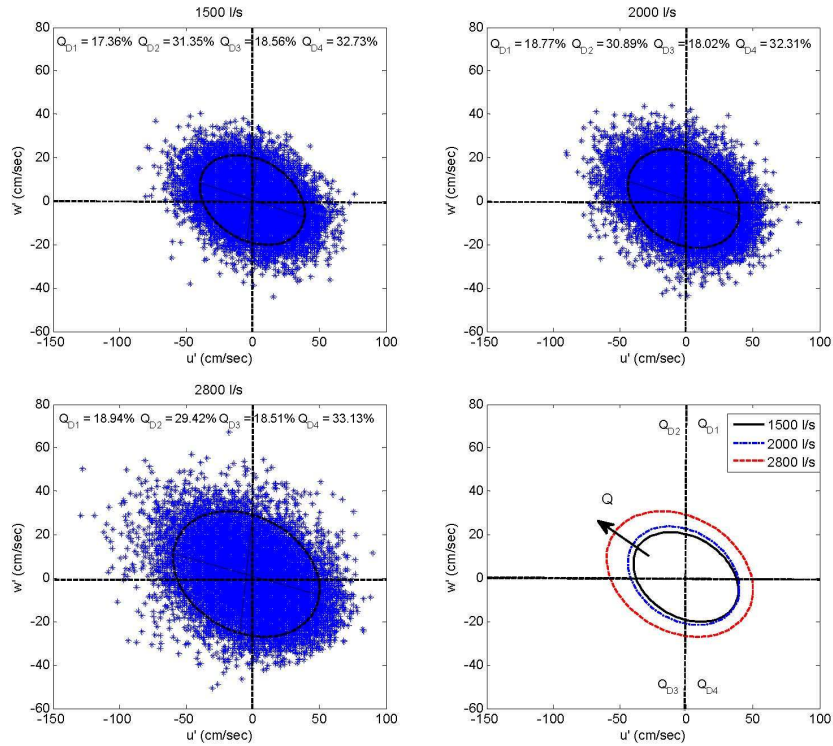 1500 l/s
Q_D1 = 17.36% Q_D2 = 31.35% Q_D3 = 18.56% Q_D4 = 32.73%
80
60
40
20
0
-20
-40
-60
w' (cm/sec)
-150 -100 -50 0 50 100
u' (cm/sec)
2000 l/s
Q_D1 = 18.77% Q_D2 = 30.89% Q_D3 = 18.02% Q_D4 = 32.31%
80
60
40
20
0
-20
-40
-60
w' (cm/sec)
-150 -100 -50 0 50 100
u' (cm/sec)
2800 l/s
Q_D1 = 18.94% Q_D2 = 29.42% Q_D3 = 18.51% Q_D4 = 33.13%
80
60
40
20
0
-20
-40
-60
w' (cm/sec)
-150 -100 -50 0 50 100
u' (cm/sec)
Q_D2 Q_D1
1500 l/s
2000 l/s
2800 l/s
Q
Q_D3 Q_D4
80
60
40
20
0
-20
-40
-60
w' (cm/sec)
-150 -100 -50 0 50 100
u' (cm/sec)